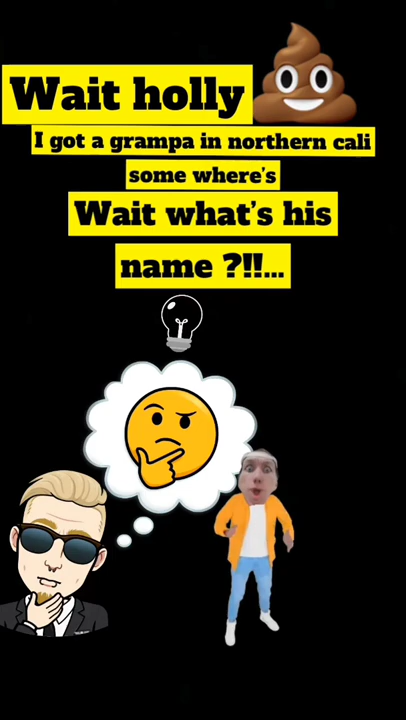 Wait holly
I got a grampa in northern cali
some where's
Wait what's his
name ?!!...